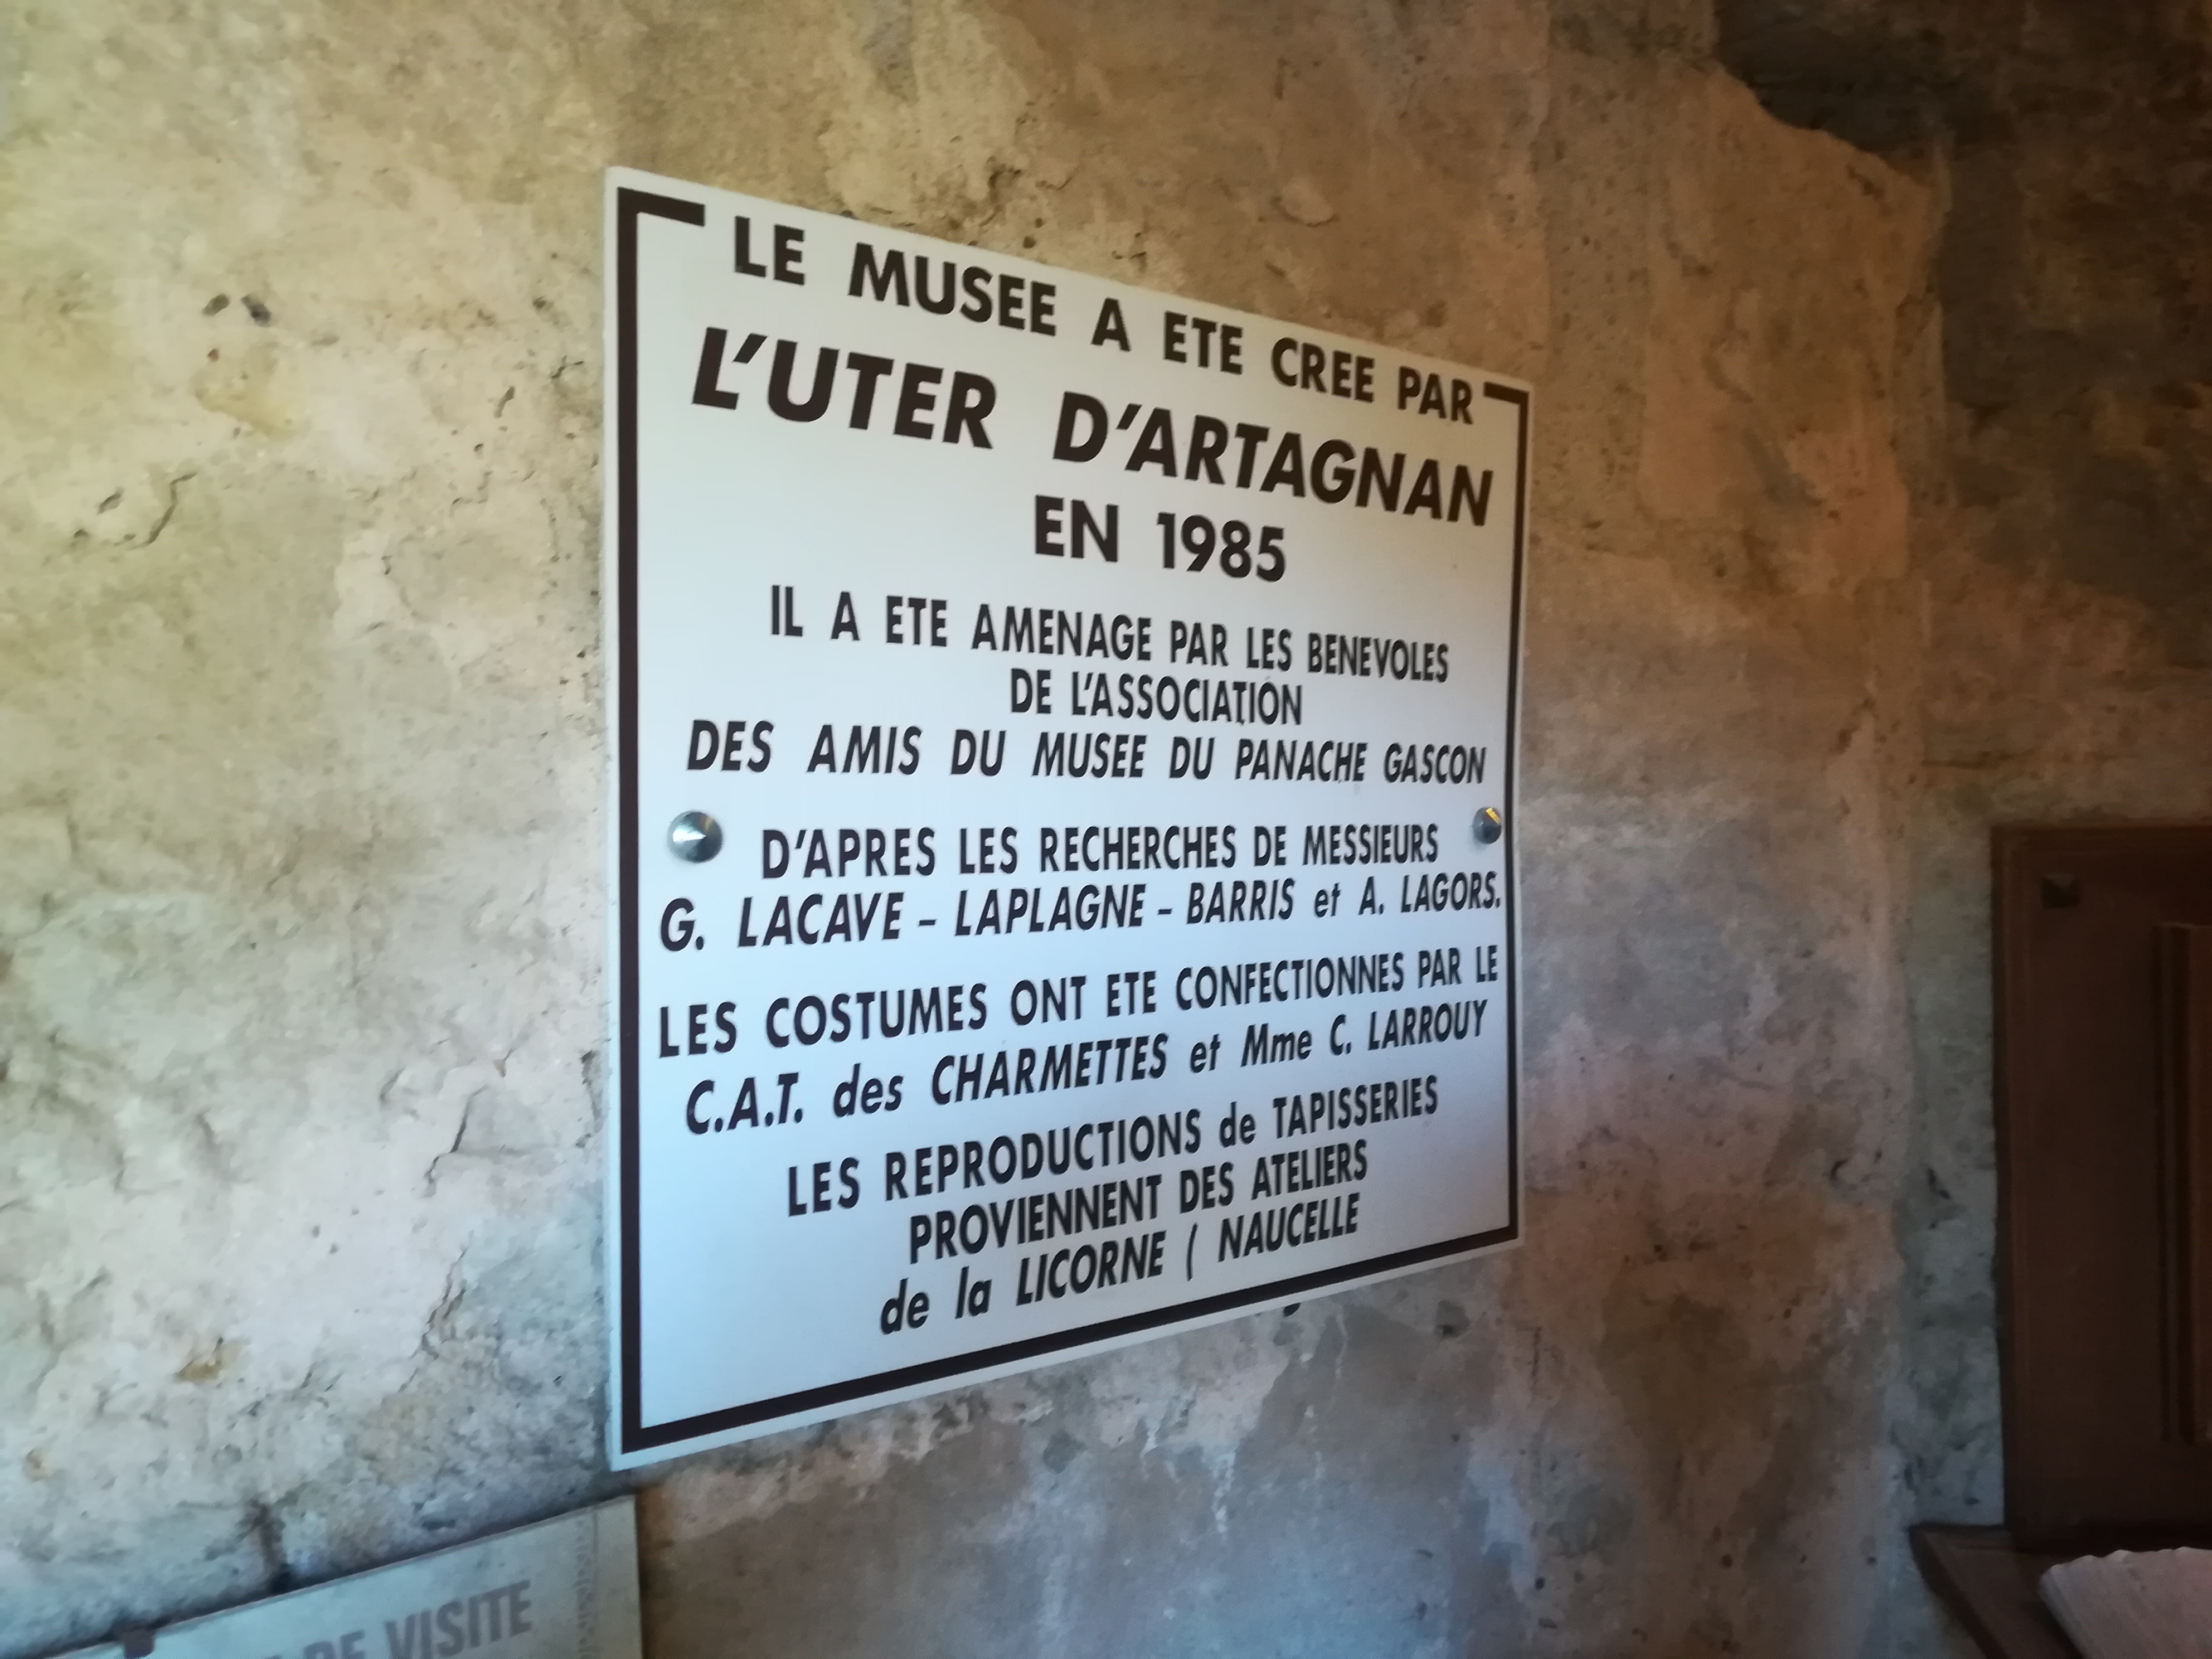 LE MUSEE A ETE CREE PAR
L'UTER D'ARTAGNAN
EN 1985
IL A ETE AMENAGE PAR LES BENEVOLES
DE L'ASSOCIATION
DES AMIS DU MUSEE DU PANACHE GASCON
D'APRES LES RECHERCHES DE MESSIEURS
G. LACAVE - LAPLAGNE - BARRIS et A. LAGORS.
LES COSTUMES ONT ETE CONFECTIONNES PAR LE
C.A.T. des CHARMETTES et Mme C. LARROUY
LES REPRODUCTIONS de TAPISSERIES
PROVIENNENT DES ATELIERS
de la LICORNE ( NAUCELLE
DE VISITE